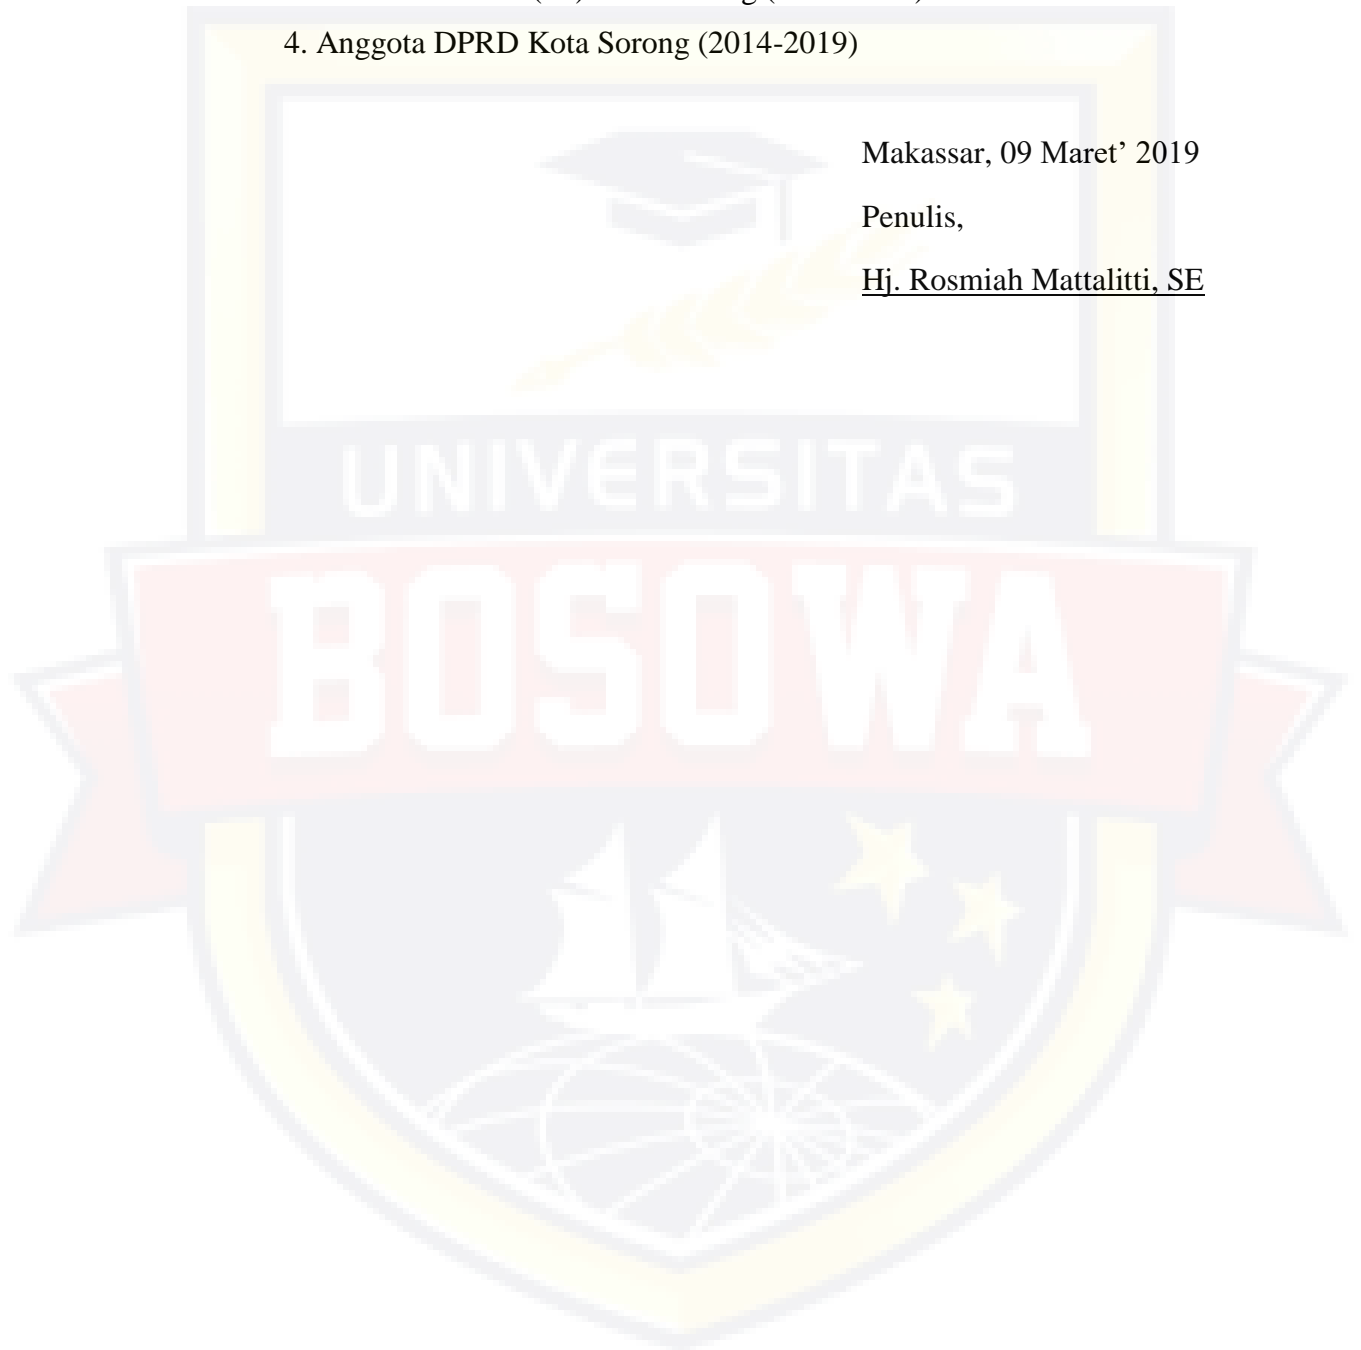 4. Anggota DPRD Kota Sorong (2014-2019)
Makassar, 09 Maret’ 2019
Penulis,
Hj. Rosmiah Mattalitti, SE
UNIVERSITAS
BOSOWA